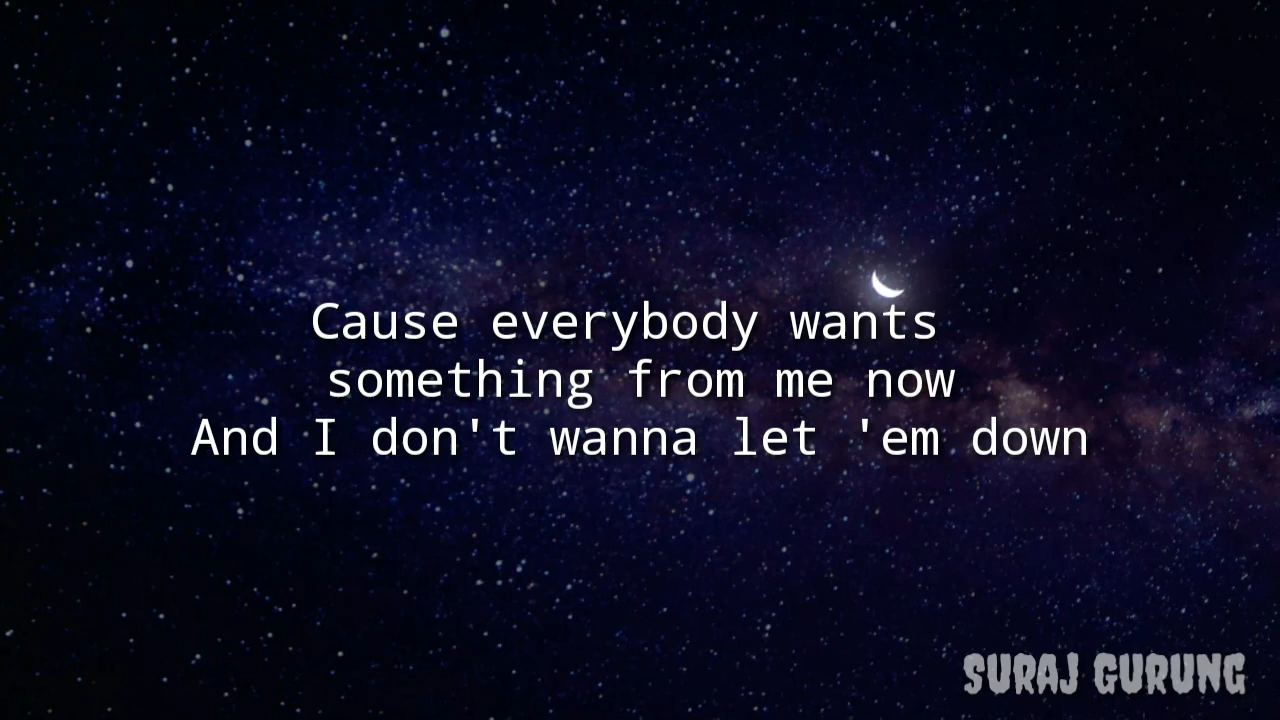 Cause everybody wants
something from me now
And I don't wanna let 'em down
SURAJ GURUNG